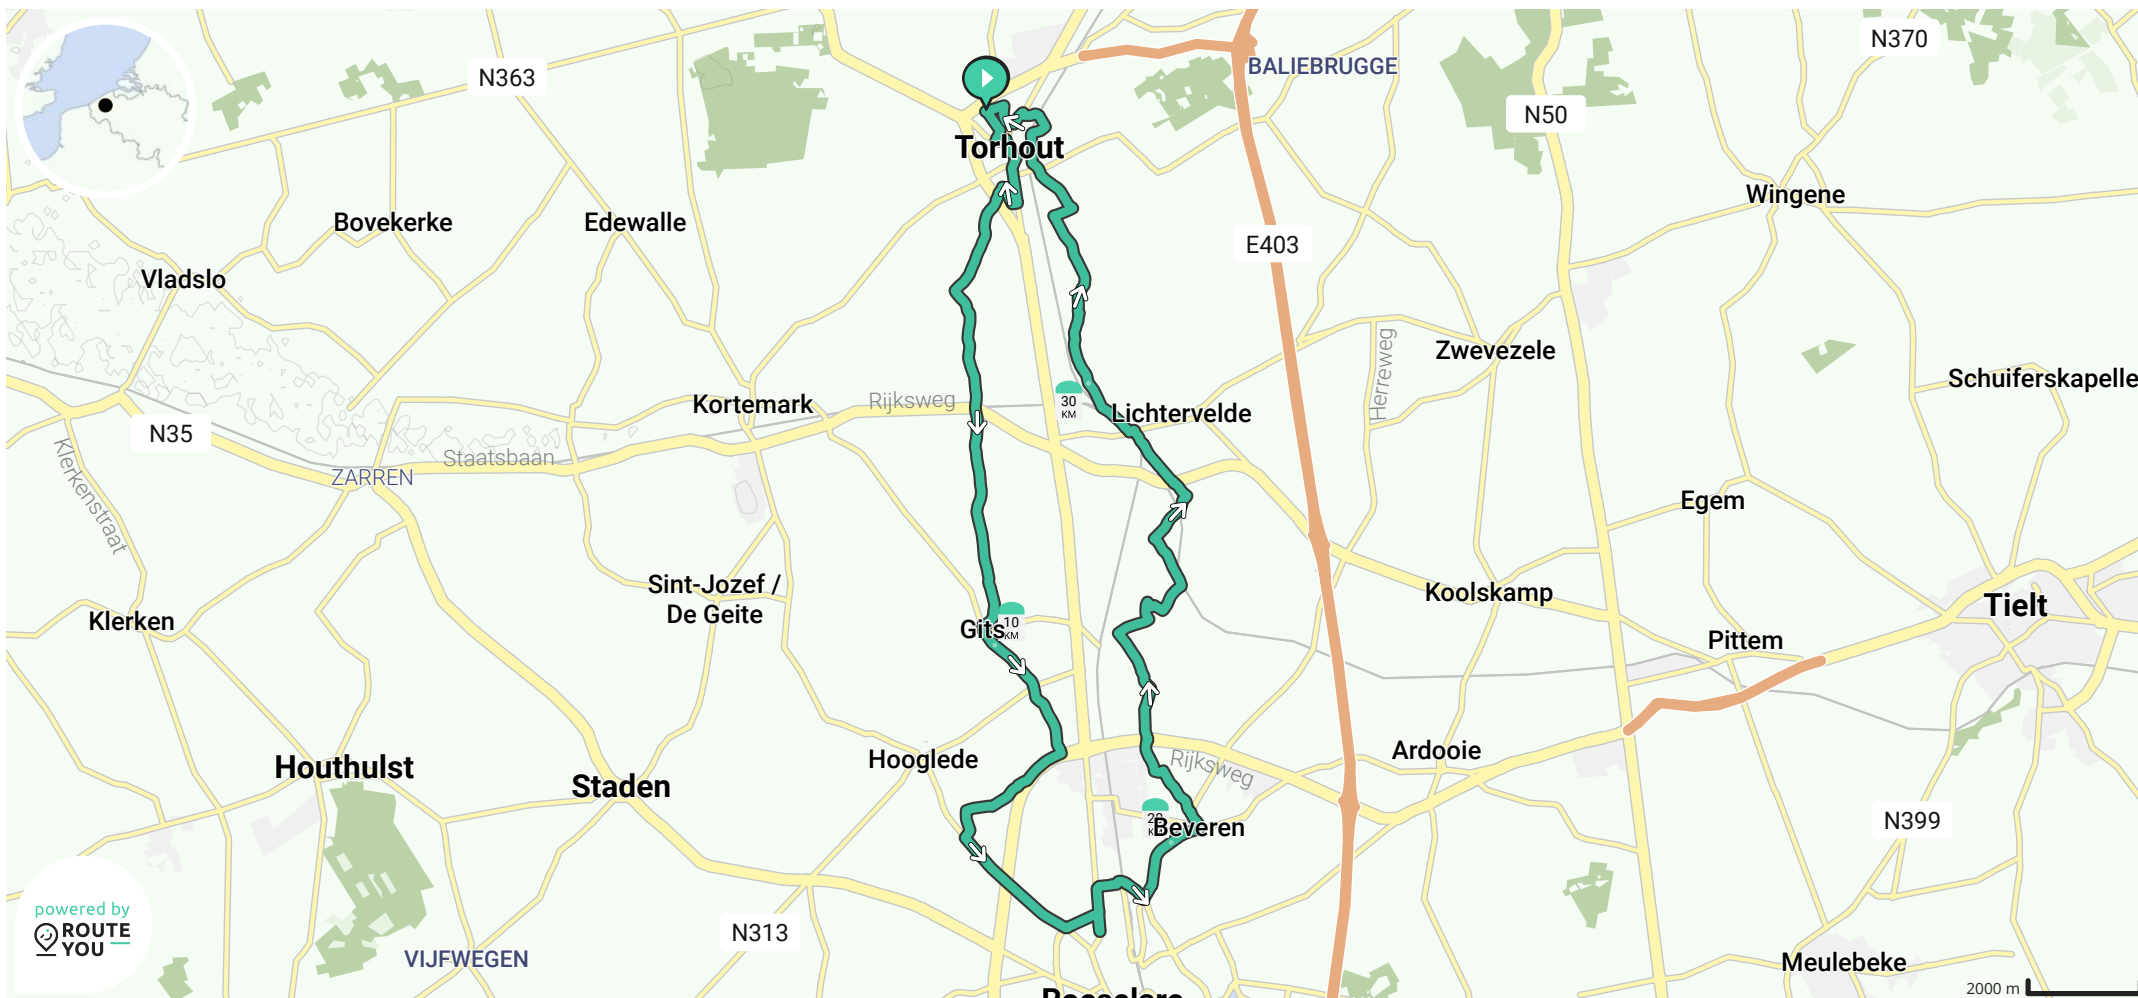 N370
BALIEBRUGGE
N363
N50
Torhout
Wingene
Bovekerke
Edewalle
E403
Vladslo
Zwevezele
Herreweg
Schuiferskapelle
Kortemark
Rijksweg
30
KM
Lichtervelde
N35
Staatsbaan
ZARREN
Klerkenstraat
Egem
Sint-Jozef /
De Geite
Koolskamp
Tielt
Klerken
Gits
10
KM
Pittem
Hooglede
Ardooie
Rijksweg
Houthulst
Staden
Beveren
N399
powered by
ROUTE
YOU
N313
VIJFWEGEN
Meulebeke
2000 m